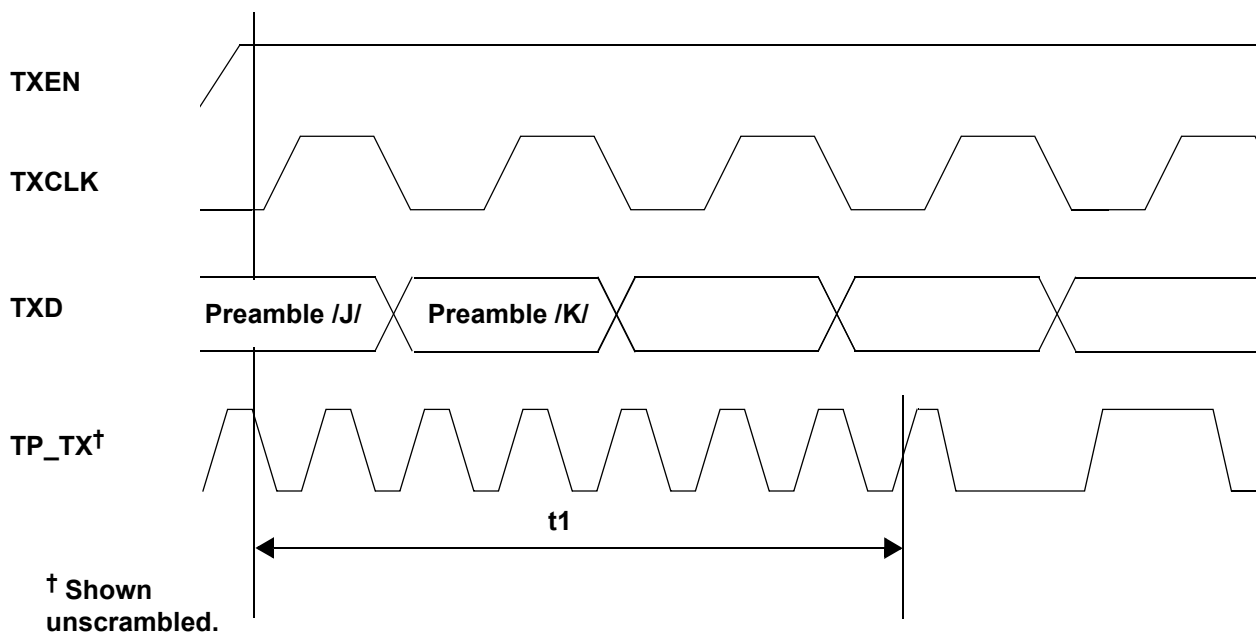 TXEN
TXCLK
TXD
Preamble /J/ Preamble /K/
TP_TX†
t1
† Shown
unscrambled.